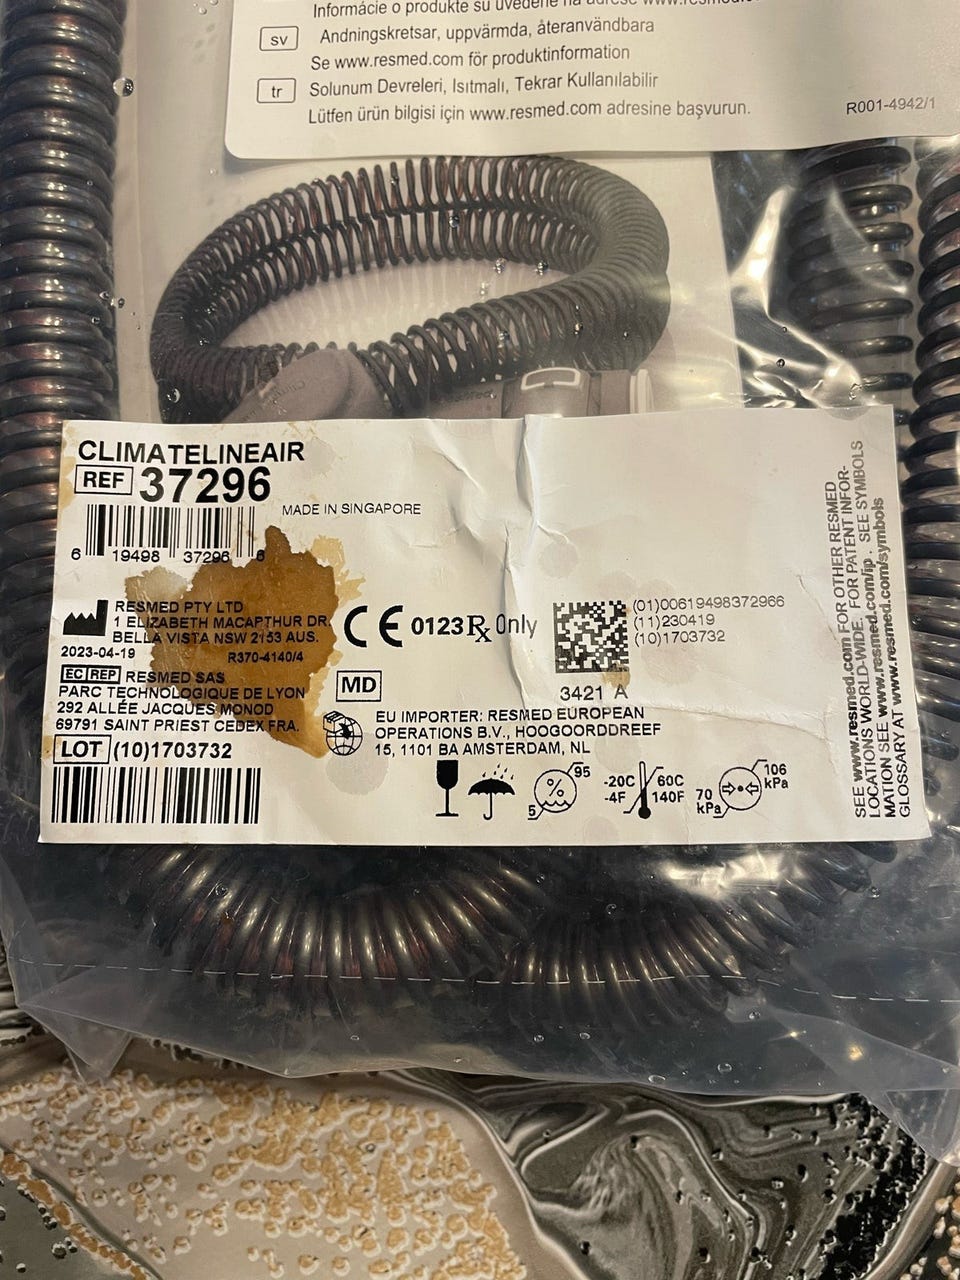 Informácie o produkte sú uvedené na adrese www.resmed.
sv Andningskretsar, uppvärmda, återanvändbara
Se www.resmed.com för produktinformation
tr Solunum Devreleri, Isıtmalı, Tekrar Kullanılabilir
Lütfen ürün bilgisi için www.resmed.com adresine başvurun.
R001-4942/1
ResMed
CLIMATELINEAIR
REF 37296
MADE IN SINGAPORE
6 19498 37296 6
RESMED PTY LTD
1 ELIZABETH MACARTHUR DR.
BELLA VISTA NSW 2153 AUS.
2023-04-19
R370-4140/4
EC REP RESMED SAS
PARC TECHNOLOGIQUE DE LYON
292 ALLÉE JACQUES MONOD
69791 SAINT PRIEST CEDEX FRA.
LOT (10)1703732
CE 0123 Rx Only
MD
(01)00619498372966
(11)230419
(10)1703732
3421 A
EU IMPORTER: RESMED EUROPEAN
OPERATIONS B.V., HOOGOORDDREEF
15, 1101 BA AMSTERDAM, NL
5 % 95
-20C 60C
-4F 140F
70 kPa
106 kPa
SEE www.resmed.com FOR OTHER RESMED
LOCATIONS WORLD-WIDE. FOR PATENT INFOR-
MATION SEE www.resmed.com/ip . SEE SYMBOLS
GLOSSARY AT www.resmed.com/symbols